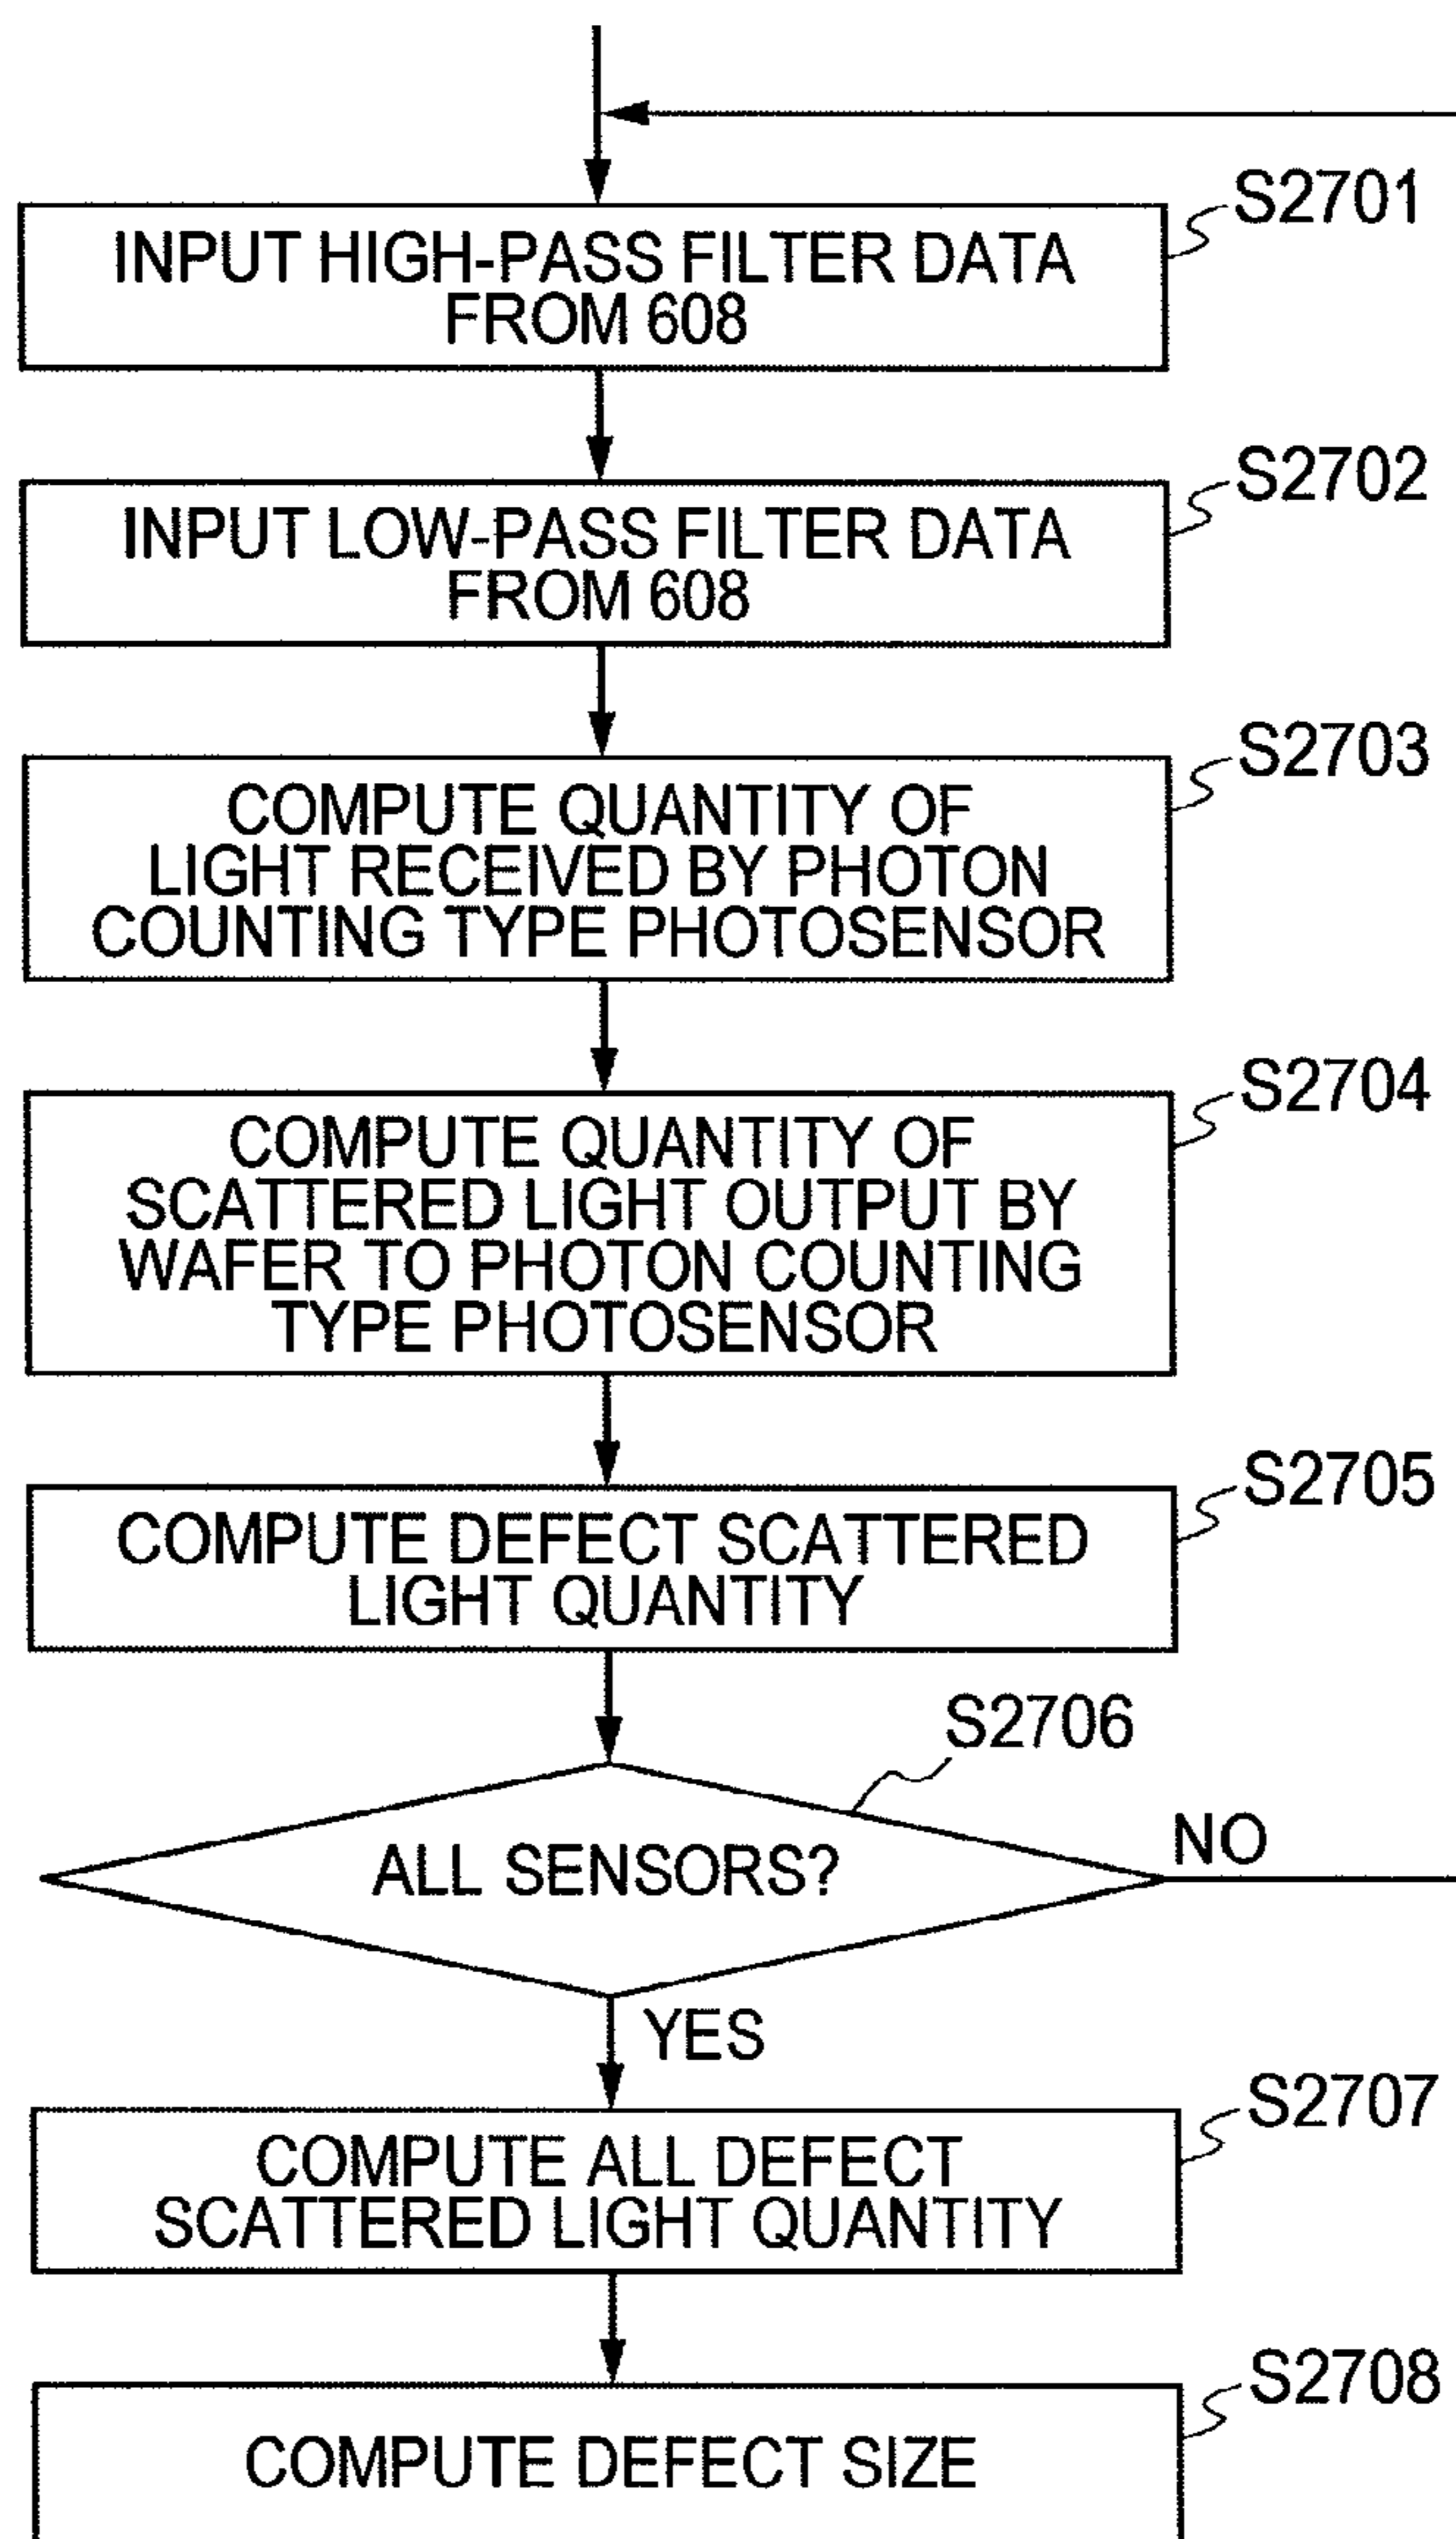 S2701
INPUT HIGH-PASS FILTER DATA
FROM 608
S2702
INPUT LOW-PASS FILTER DATA
FROM 608
S2703
COMPUTE QUANTITY OF
LIGHT RECEIVED BY PHOTON
COUNTING TYPE PHOTOSENSOR
S2704
COMPUTE QUANTITY OF
SCATTERED LIGHT OUTPUT BY
WAFER TO PHOTON COUNTING
TYPE PHOTOSENSOR
S2705
COMPUTE DEFECT SCATTERED
LIGHT QUANTITY
S2706
ALL SENSORS?
NO
YES
S2707
COMPUTE ALL DEFECT
SCATTERED LIGHT QUANTITY
S2708
COMPUTE DEFECT SIZE